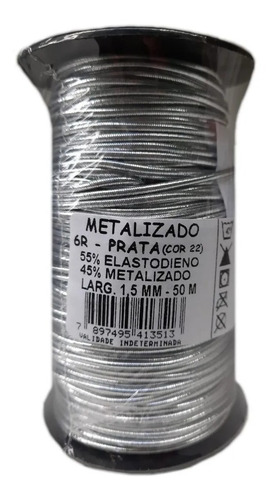 METALIZADO
6R - PRATA (COR 22)
55% ELASTODIENO
45% METALIZADO
LARG. 1,5 MM - 50 M
7 897495 413513
VALIDADE INDETERMINADA